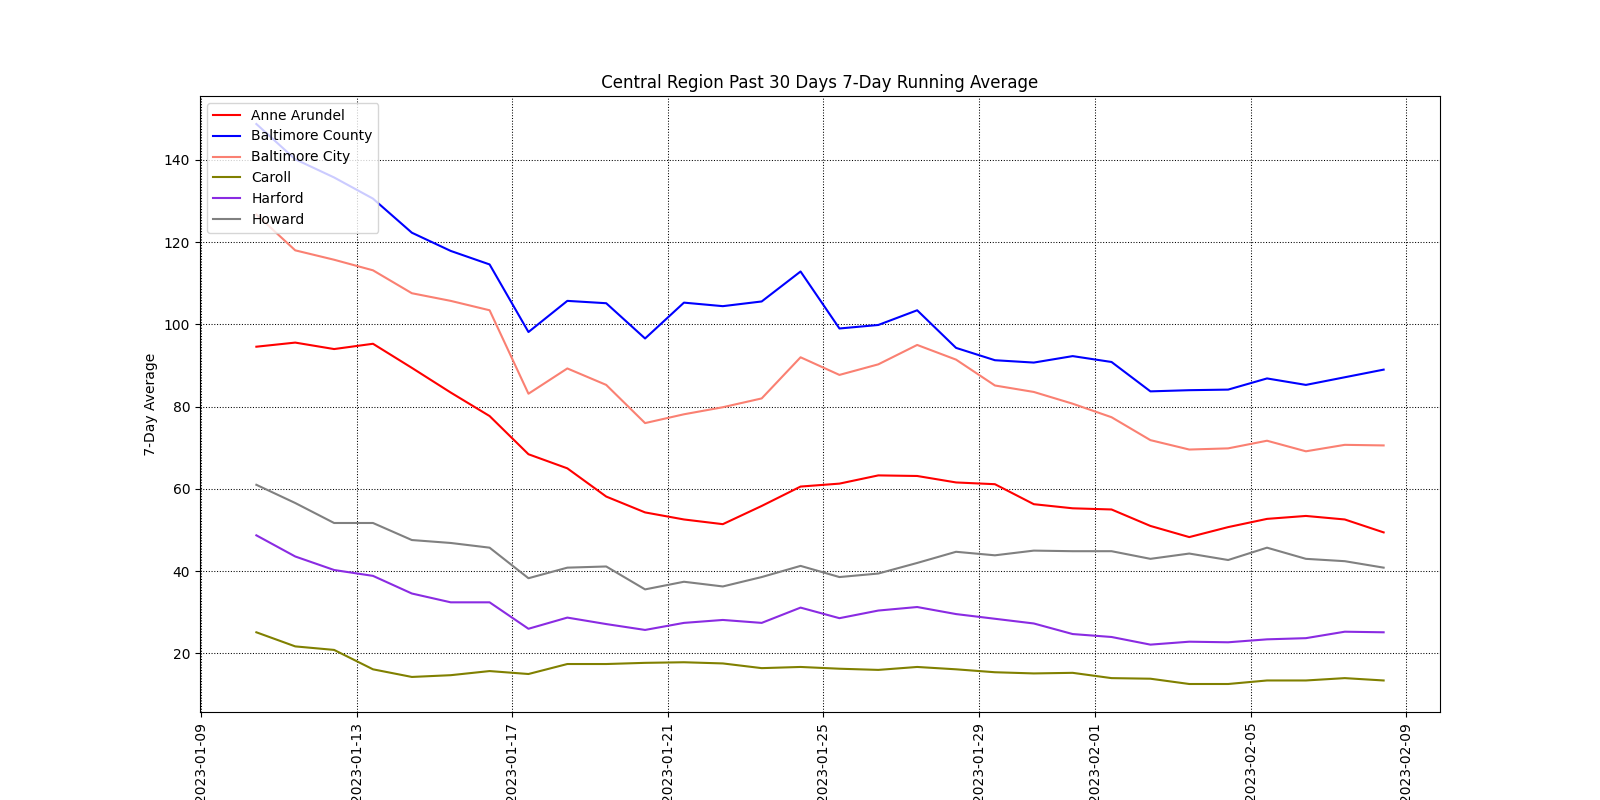 Central Region Past 30 Days 7-Day Running Average
Anne Arundel
Baltimore County
Baltimore City
Caroll
Harford
Howard
7-Day Average
140
120
100
80
60
40
20
2023-01-09
2023-01-13
2023-01-17
2023-01-21
2023-01-25
2023-01-29
2023-02-01
2023-02-05
2023-02-09